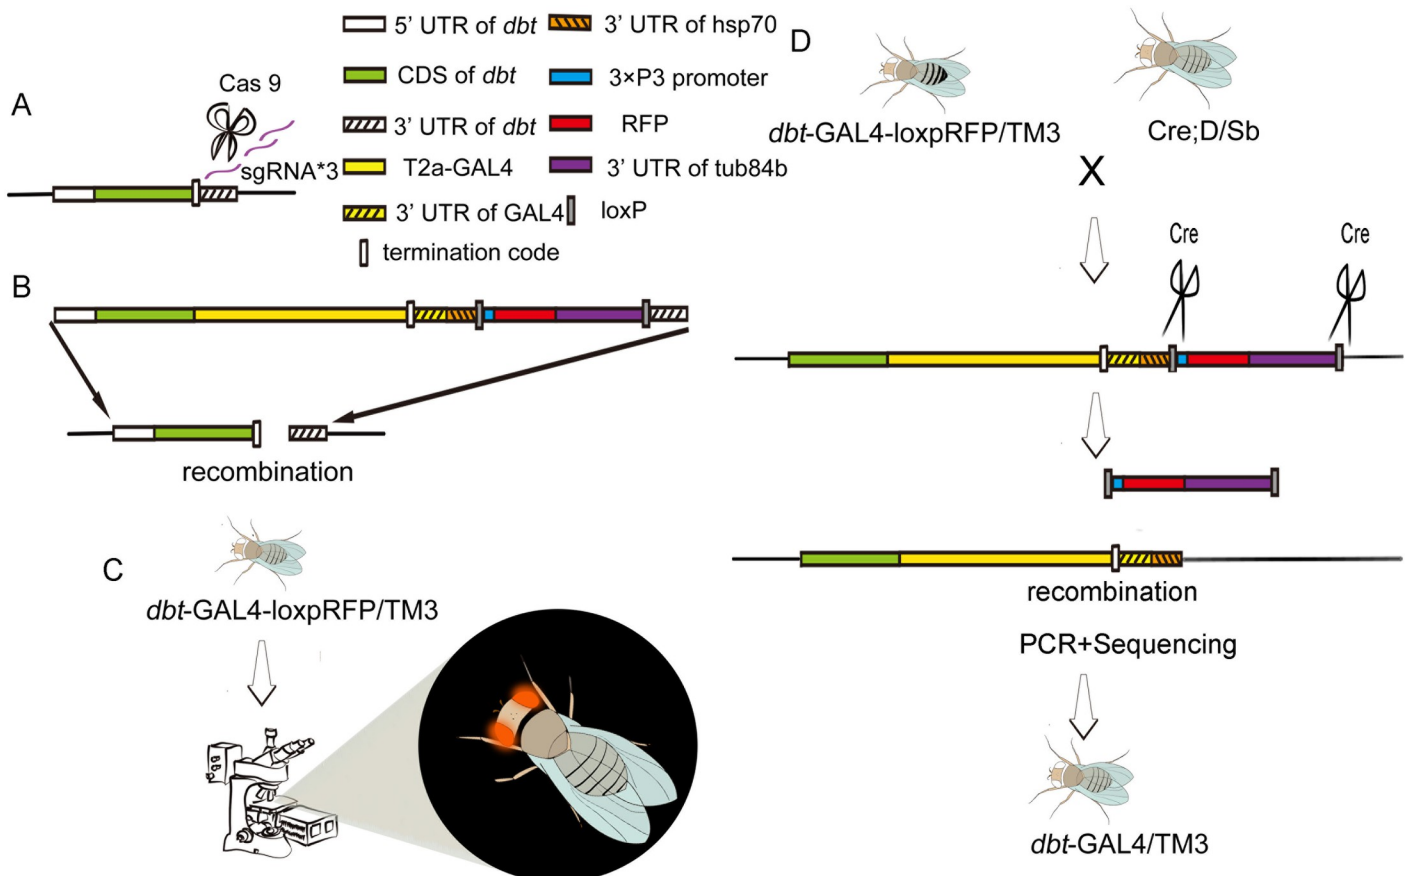 A
Cas 9
sgRNA*3
5’ UTR of dbt
CDS of dbt
3’ UTR of dbt
T2a-GAL4
3’ UTR of GAL4
termination code
3’ UTR of hsp70
3×P3 promoter
RFP
3’ UTR of tub84b
loxP
B
recombination
C
dbt-GAL4-loxpRFP/TM3
D
dbt-GAL4-loxpRFP/TM3
Cre;D/Sb
X
Cre
Cre
recombination
PCR+Sequencing
dbt-GAL4/TM3